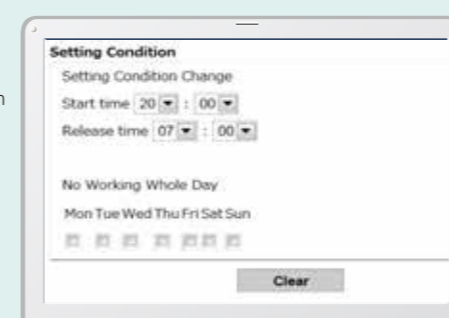 Setting Condition
Setting Condition Change
Start time 20 : 00
Release time 07 : 00
No Working Whole Day
Mon Tue Wed Thu Fri Sat Sun
Clear